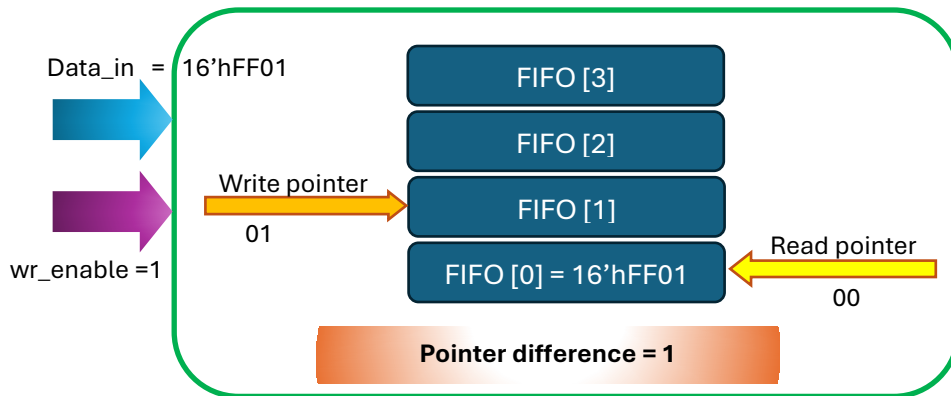 Data_in = 16’hFF01
FIFO [3]
FIFO [2]
Write pointer
FIFO [1]
01
wr_enable =1
FIFO [0] = 16’hFF01
Read pointer
00
Pointer difference = 1